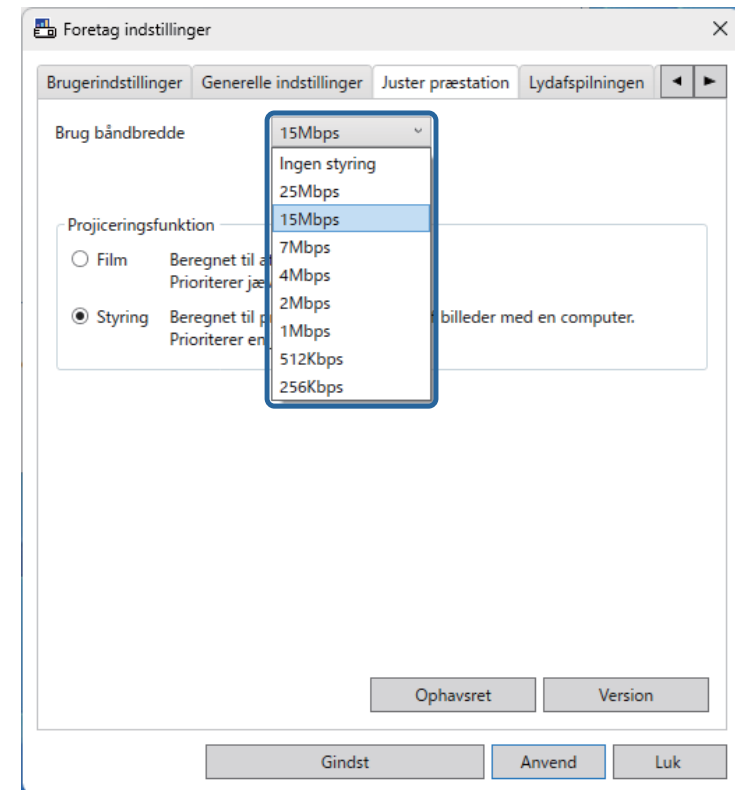 Foretag indstillinger
Brugerindstillinger Generelle indstillinger Juster præstation Lydafspilningen
Brug båndbredde 15Mbps
Ingen styring
25Mbps
15Mbps
7Mbps
4Mbps
2Mbps
1Mbps
512Kbps
256Kbps
Projiceringsfunktion
Film Beregnet til
Prioriterer
Styring Beregnet til billeder med en computer.
Prioriterer
Ophavsret Version
Gindst Anvend Luk